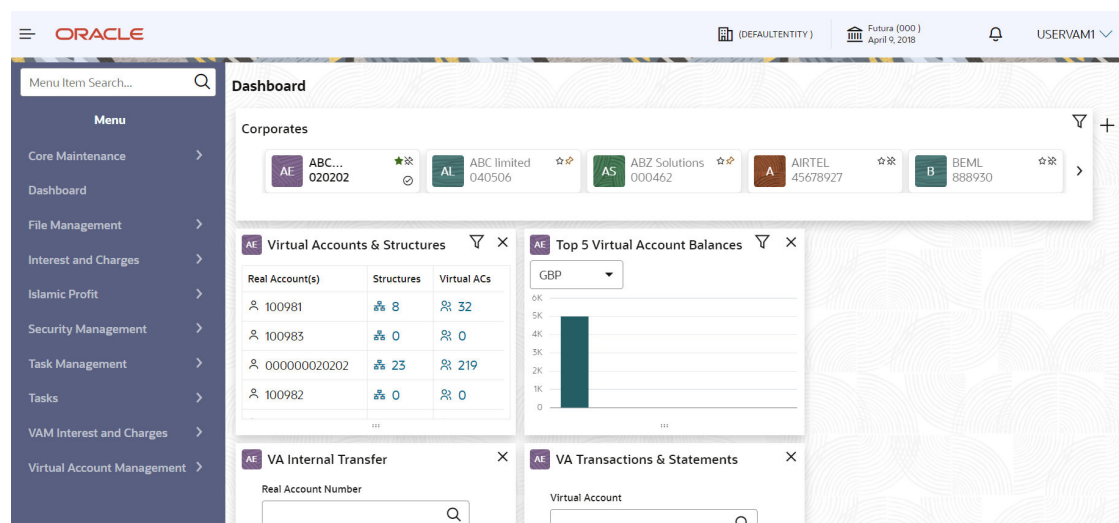 ORACLE
(DEFAULTENTITY)
Futura (000 )
April 9, 2018
USERVAM1
Menu Item Search...
Menu
Core Maintenance
Dashboard
File Management
Interest and Charges
Islamic Profit
Security Management
Task Management
Tasks
VAM Interest and Charges
Virtual Account Management
Dashboard
Corporates
AE
ABC...
020202
AL
ABC limited
040506
AS
ABZ Solutions
000462
A
AIRTEL
45678927
B
BEML
888930
AE Virtual Accounts & Structures
Real Account(s) Structures Virtual ACs
100981 8 32
100983 0 0
000000020202 23 219
100982 0 0
AE Top 5 Virtual Account Balances
GBP
6K
5K
4K
3K
2K
1K
0
AE VA Internal Transfer
Real Account Number
AE VA Transactions & Statements
Virtual Account